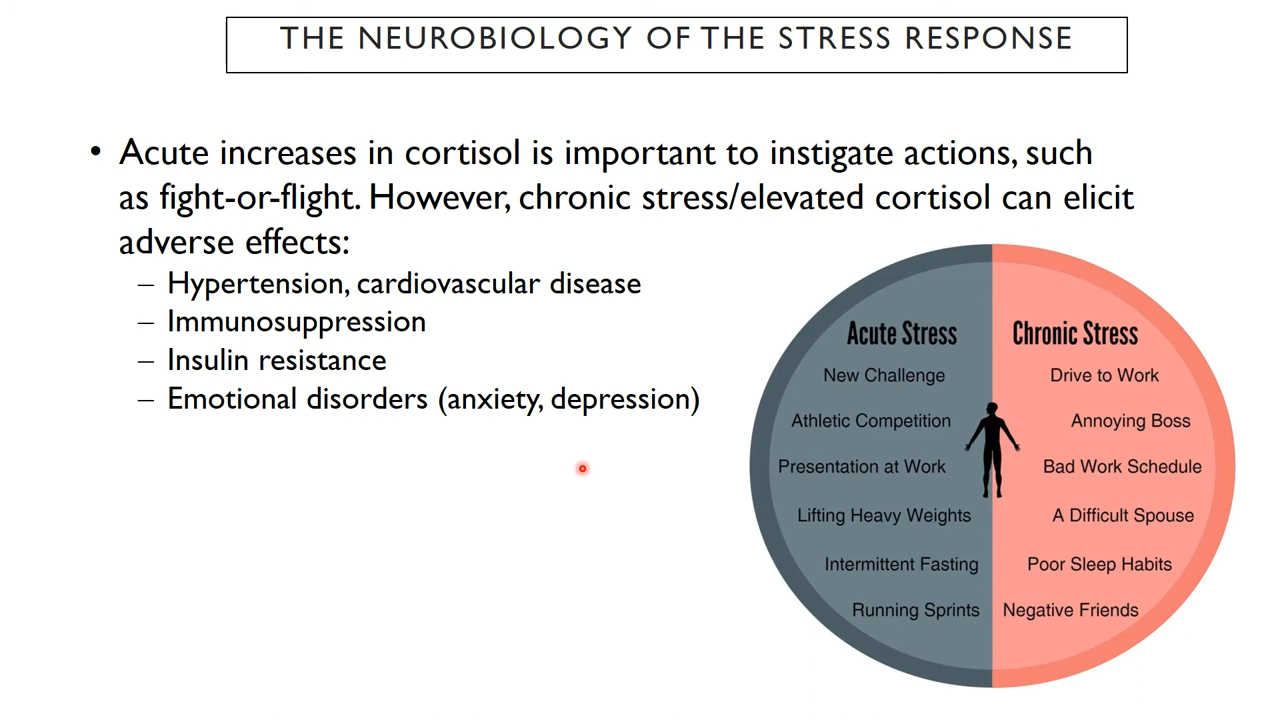 THE NEUROBIOLOGY OF THE STRESS RESPONSE
• Acute increases in cortisol is important to instigate actions, such
as fight-or-flight. However, chronic stress/elevated cortisol can elicit
adverse effects:
– Hypertension, cardiovascular disease
– Immunosuppression
– Insulin resistance
– Emotional disorders (anxiety, depression)
Acute Stress
New Challenge
Athletic Competition
Presentation at Work
Lifting Heavy Weights
Intermittent Fasting
Running Sprints
Chronic Stress
Drive to Work
Annoying Boss
Bad Work Schedule
A Difficult Spouse
Poor Sleep Habits
Negative Friends